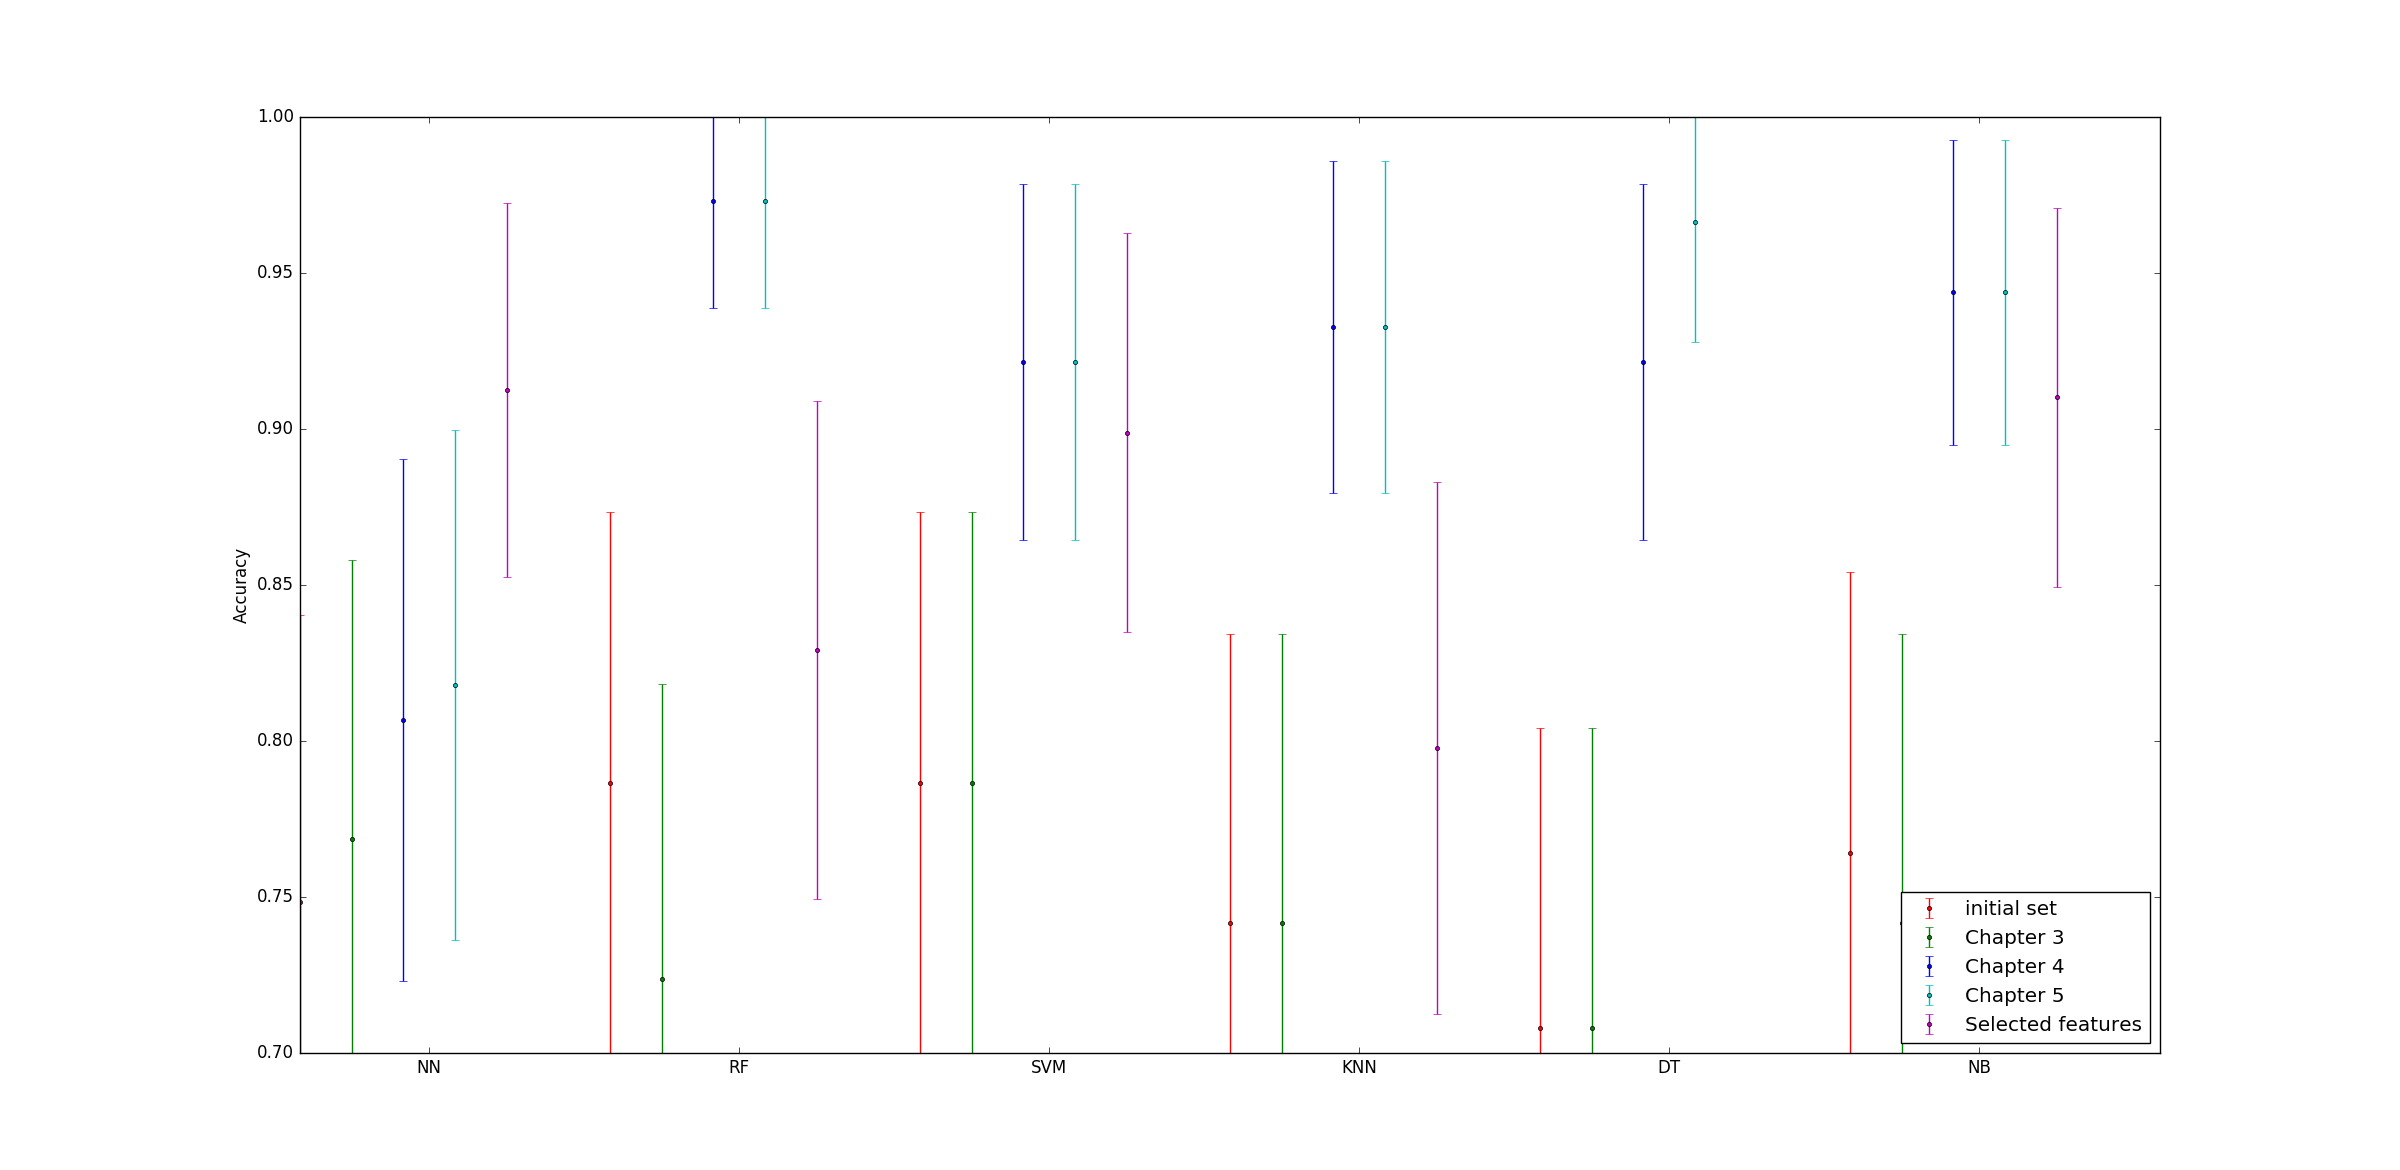 1.00
0.95
0.90
0.85
0.80
0.75
0.70
Accuracy
NN RF SVM KNN DT NB
initial set
Chapter 3
Chapter 4
Chapter 5
Selected features